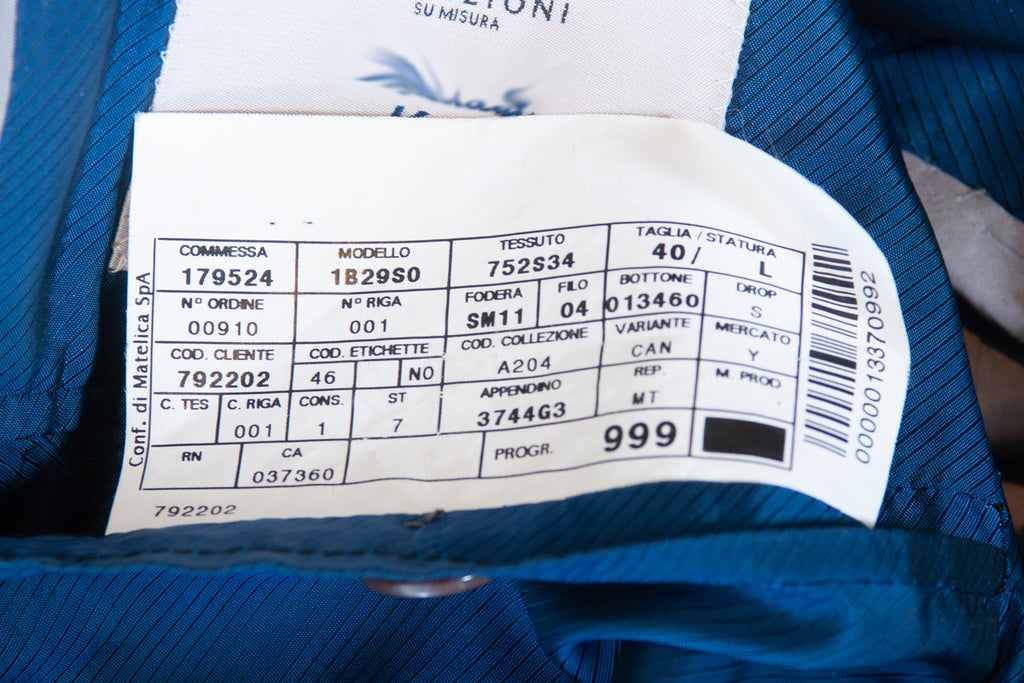 SU MISURA
COMMESSA MODELLO TESSUTO TAGLIA / STATURA
179524 1B29S0 752S34 40 / L
Nº ORDINE Nº RIGA FODERA FILO BOTTONE DROP
00910 001 SM11 04 013460 S
COD. CLIENTE COD. ETICHETTE COD. COLLEZIONE VARIANTE MERCATO
792202 46 N0 A204 CAN Y
C. TES C. RIGA CONS. ST APPENDINO REP. M. PROD
001 1 7 3744G3 MT
RN CA PROGR. 999
037360
792202
Conf. di Matelica SpA
0000013370992